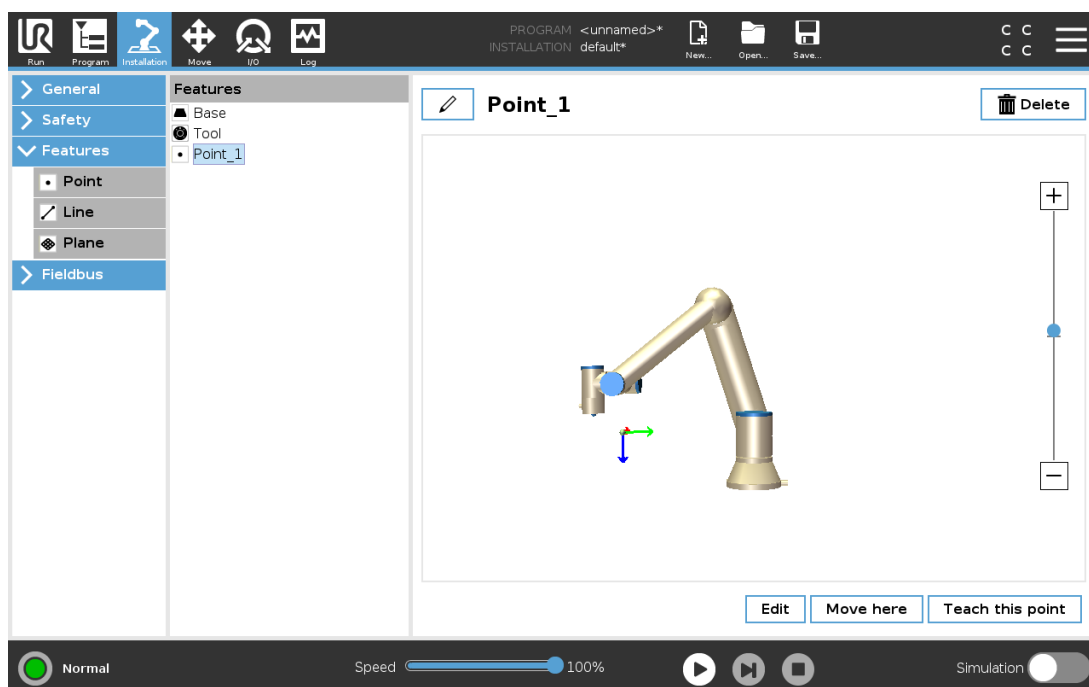 PROGRAM <unnamed>*
INSTALLATION default*
C C
C C
Run Program Installation Move I/O Log New... Open... Save...
General
Safety
Features
Point
Line
Plane
Fieldbus
Features
Base
Tool
Point_1
Point_1
Delete
Edit Move here Teach this point
Normal
Speed 100%
Simulation